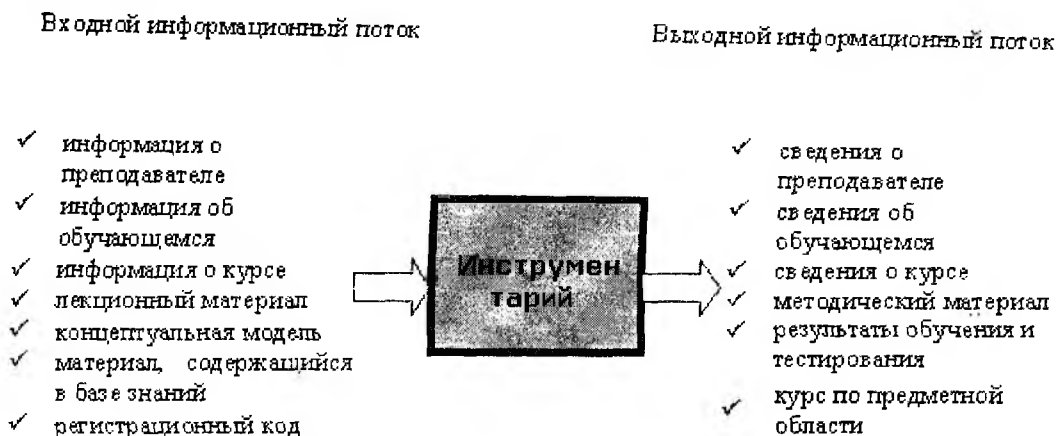 Входной информационный поток
Выходной информационный поток
✓ информация о
преподавателе
✓ информация об
обучающемся
✓ информация о курсе
✓ лекционный материал
✓ концептуальная модель
✓ материал, содержащийся
в базе знаний
✓ регистрационный код
Инструмен
тарий
✓ сведения о
преподавателе
✓ сведения об
обучающемся
✓ сведения о курсе
✓ методический материал
✓ результаты обучения и
тестирования
✓ курс по предметной
области